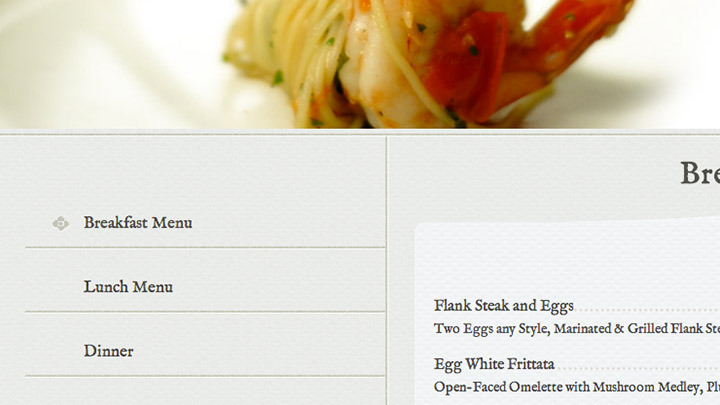 Breakfast Menu
Lunch Menu
Dinner
Flank Steak and Eggs
Two Eggs any Style, Marinated & Grilled Flank
Egg White Frittata
Open-Faced Omelette with Mushroom Medley,